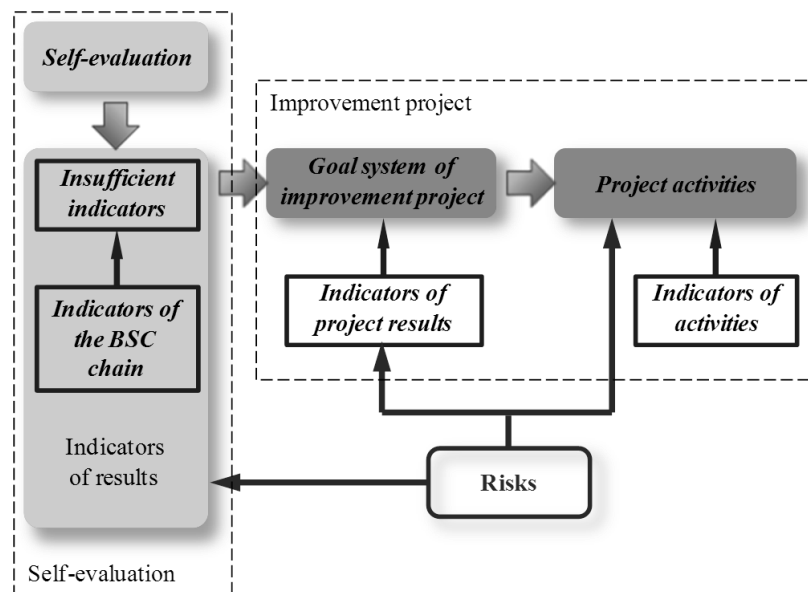 Self-evaluation
Insufficient
indicators
Indicators of
the BSC
chain
Indicators
of results
Self-evaluation
Improvement project
Goal system of
improvement project
Project activities
Indicators of
project results
Indicators of
activities
Risks